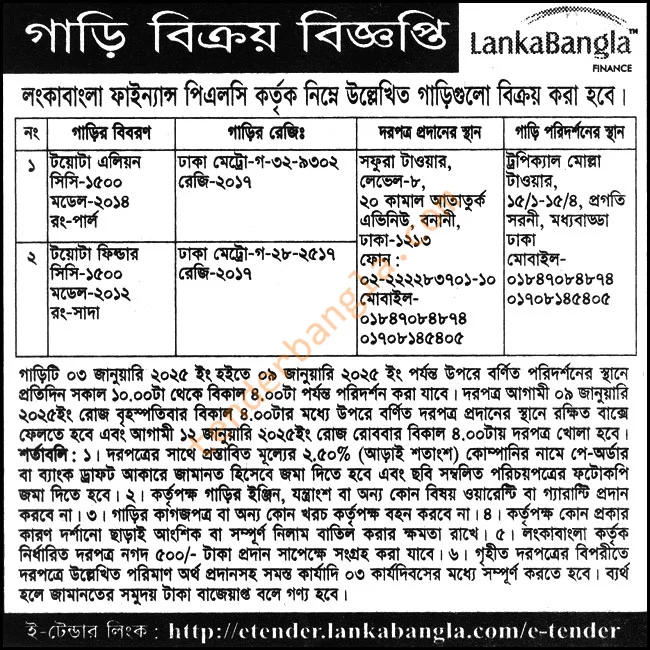 গাড়ি বিক্রয় বিজ্ঞপ্তি
LankaBangla™
FINANCE
লংকাবাংলা ফাইন্যান্স পিএলসি কর্তৃক নিম্নে উল্লেখিত গাড়িগুলো বিক্রয় করা হবে।
নং গাড়ির বিবরণ গাড়ির রেজিঃ দরপত্র প্রদানের স্থান গাড়ি পরিদর্শনের স্থান
১ টয়োটা এলিয়ন
সিসি-১৫০০
মডেল-২০১৪
রং-পার্ল
ঢাকা মেট্রো-গ-৩২-৯৩০২
রেজি-২০১৭
২ টয়োটা ফিল্ডার
সিসি-১৫০০
মডেল-২০১২
রং-সাদা
ঢাকা মেট্রো-গ-২৮-২৫১৭
রেজি-২০১৭
সফুরা টাওয়ার,
লেভেল-৮,
২০ কামাল আতাতুর্ক
এভিনিউ, বনানী,
ঢাকা-১২১৩
ফোন :
০২-২২২২৮৩৭০১-১০
মোবাইল-
০১৮৪৭০৮৪৮৭৪
০১৭০৮১৪৫৪০৫
ট্রপিক্যাল মোল্লা
টাওয়ার,
১৫/১-১৫/৪, প্রগতি
সরনী, মধ্যবাড্ডা
ঢাকা
মোবাইল-
০১৮৪৭০৮৪৮৭৪
০১৭০৮১৪৫৪০৫
গাড়িটি ০৩ জানুয়ারি ২০২৫ ইং হইতে ০৯ জানুয়ারি ২০২৫ ইং পর্যন্ত উপরে বর্ণিত পরিদর্শনের স্থানে
প্রতিদিন সকাল ১০.০০টা থেকে বিকাল ৪.০০টা পর্যন্ত পরিদর্শন করা যাবে। দরপত্র আগামী ০৯ জানুয়ারি
২০২৫ইং রোজ বৃহস্পতিবার বিকাল ৪.০০টার মধ্যে উপরে বর্ণিত দরপত্র প্রদানের স্থানে রক্ষিত বাক্সে
ফেলতে হবে এবং আগামী ১২ জানুয়ারি ২০২৫ইং রোজ রোববার বিকাল ৪.০০টায় দরপত্র খোলা হবে।
শর্তাবলি : ১। দরপত্রের সাথে প্রস্তাবিত মূল্যের ২.৫০% (আড়াই শতাংশ) কোম্পানির নামে পে-অর্ডার
বা ব্যাংক ড্রাফট আকারে জামানত হিসেবে জমা দিতে হবে এবং ছবি সম্বলিত পরিচয়পত্রের ফটোকপি
জমা দিতে হবে। ২। কর্তৃপক্ষ গাড়ির ইঞ্জিন, যন্ত্রাংশ বা অন্য কোন বিষয় ওয়ারেন্টি বা গ্যারান্টি প্রদান
করবে না। ৩। গাড়ির কাগজপত্র বা অন্য কোন খরচ কর্তৃপক্ষ বহন করবে না। ৪। কর্তৃপক্ষ কোন প্রকার
কারণ দর্শানো ছাড়াই আংশিক বা সম্পূর্ণ নিলাম বাতিল করার ক্ষমতা রাখে। ৫। লংকাবাংলা কর্তৃক
নির্ধারিত দরপত্র নগদ ৫০০/- টাকা প্রদান সাপেক্ষে সংগ্রহ করা যাবে। ৬। গৃহীত দরপত্রের বিপরীতে
দরপত্রে উল্লেখিত পরিমাণ অর্থ প্রদানসহ সমস্ত কার্যাদি ০৩ কার্যদিবসের মধ্যে সম্পূর্ণ করতে হবে। ব্যর্থ
হলে জামানতের সমুদয় টাকা বাজেয়াপ্ত বলে গণ্য হবে।
ই-টেন্ডার লিংক : http://etender.lankabangla.com/e-tender
tenderbangla.com